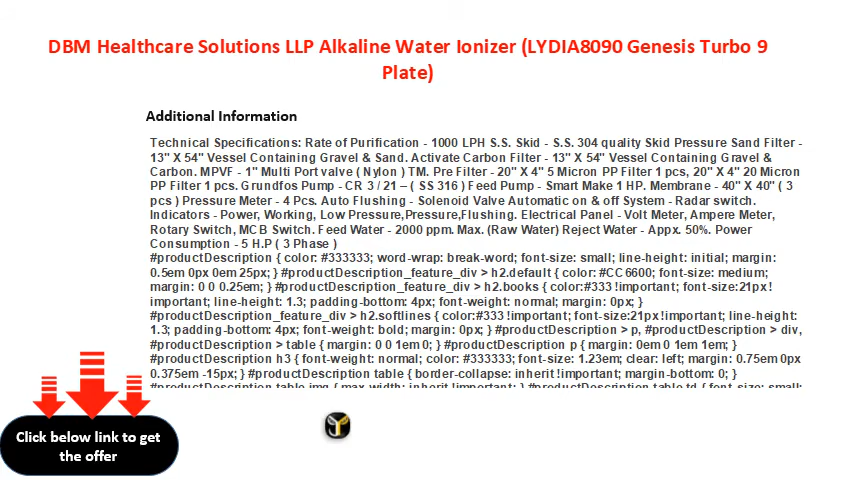 DBM Healthcare Solutions LLP Alkaline Water Ionizer (LYDIA8090 Genesis Turbo 9
Plate)
Additional Information
Technical Specifications: Rate of Purification - 1000 LPH S.S. Skid - S.S. 304 quality Skid Pressure Sand Filter -
13" X 54" Vessel Containing Gravel & Sand. Activate Carbon Filter - 13" X 54" Vessel Containing Gravel &
Carbon. MPVF - 1" Multi Port valve ( Nylon ) TM. Pre Filter - 20" X 4" 5 Micron PP Filter 1 pcs, 20" X 4" 20 Micron
PP Filter 1 pcs. Grundfos Pump - CR 3 / 21 – ( SS 316 ) Feed Pump - Smart Make 1 HP. Membrane - 40" X 40" ( 3
pcs ) Pressure Meter - 4 Pcs. Auto Flushing - Solenoid Valve Automatic on & off System - Radar switch.
Indicators - Power, Working, Low Pressure,Pressure,Flushing. Electrical Panel - Volt Meter, Ampere Meter,
Rotary Switch, MCB Switch. Feed Water - 2000 ppm. Max. (Raw Water) Reject Water - Appx. 50%. Power
Consumption - 5 H.P ( 3 Phase )
#productDescription { color: #333333; word-wrap: break-word; font-size: small; line-height: initial; margin:
0.5em 0px 0em 25px; } #productDescription_feature_div > h2.default { color: #CC6600; font-size: medium;
margin: 0 0 0.25em; } #productDescription_feature_div > h2.books { color:#333 !important; font-size:21px !
important; line-height: 1.3; padding-bottom: 4px; font-weight: normal; margin: 0px; }
#productDescription_feature_div > h2.softlines { color:#333 !important; font-size:21px !important; line-height:
1.3; padding-bottom: 4px; font-weight: bold; margin: 0px; } #productDescription > p, #productDescription > div,
#productDescription > table { margin: 0 0 1em 0; } #productDescription p { margin: 0em 0 1em 1em; }
#productDescription h3 { font-weight: normal; color: #333333; font-size: 1.23em; clear: left; margin: 0.75em 0px
0.375em -15px; } #productDescription table { border-collapse: inherit !important; margin-bottom: 0; }
#productDescription table img { max-width: inherit !important; } #productDescription table td { font-size: small;
Click below link to get
the offer